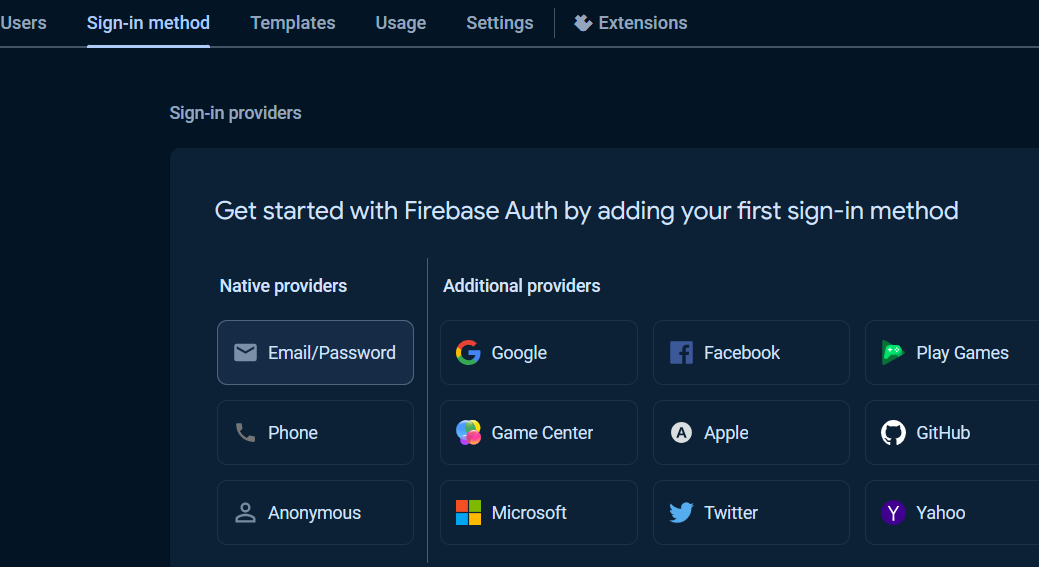 Users Sign-in method Templates Usage Settings Extensions
Sign-in providers
Get started with Firebase Auth by adding your first sign-in method
Native providers Additional providers
Email/Password Google Facebook Play Games
Phone Game Center Apple GitHub
Anonymous Microsoft Twitter Yahoo